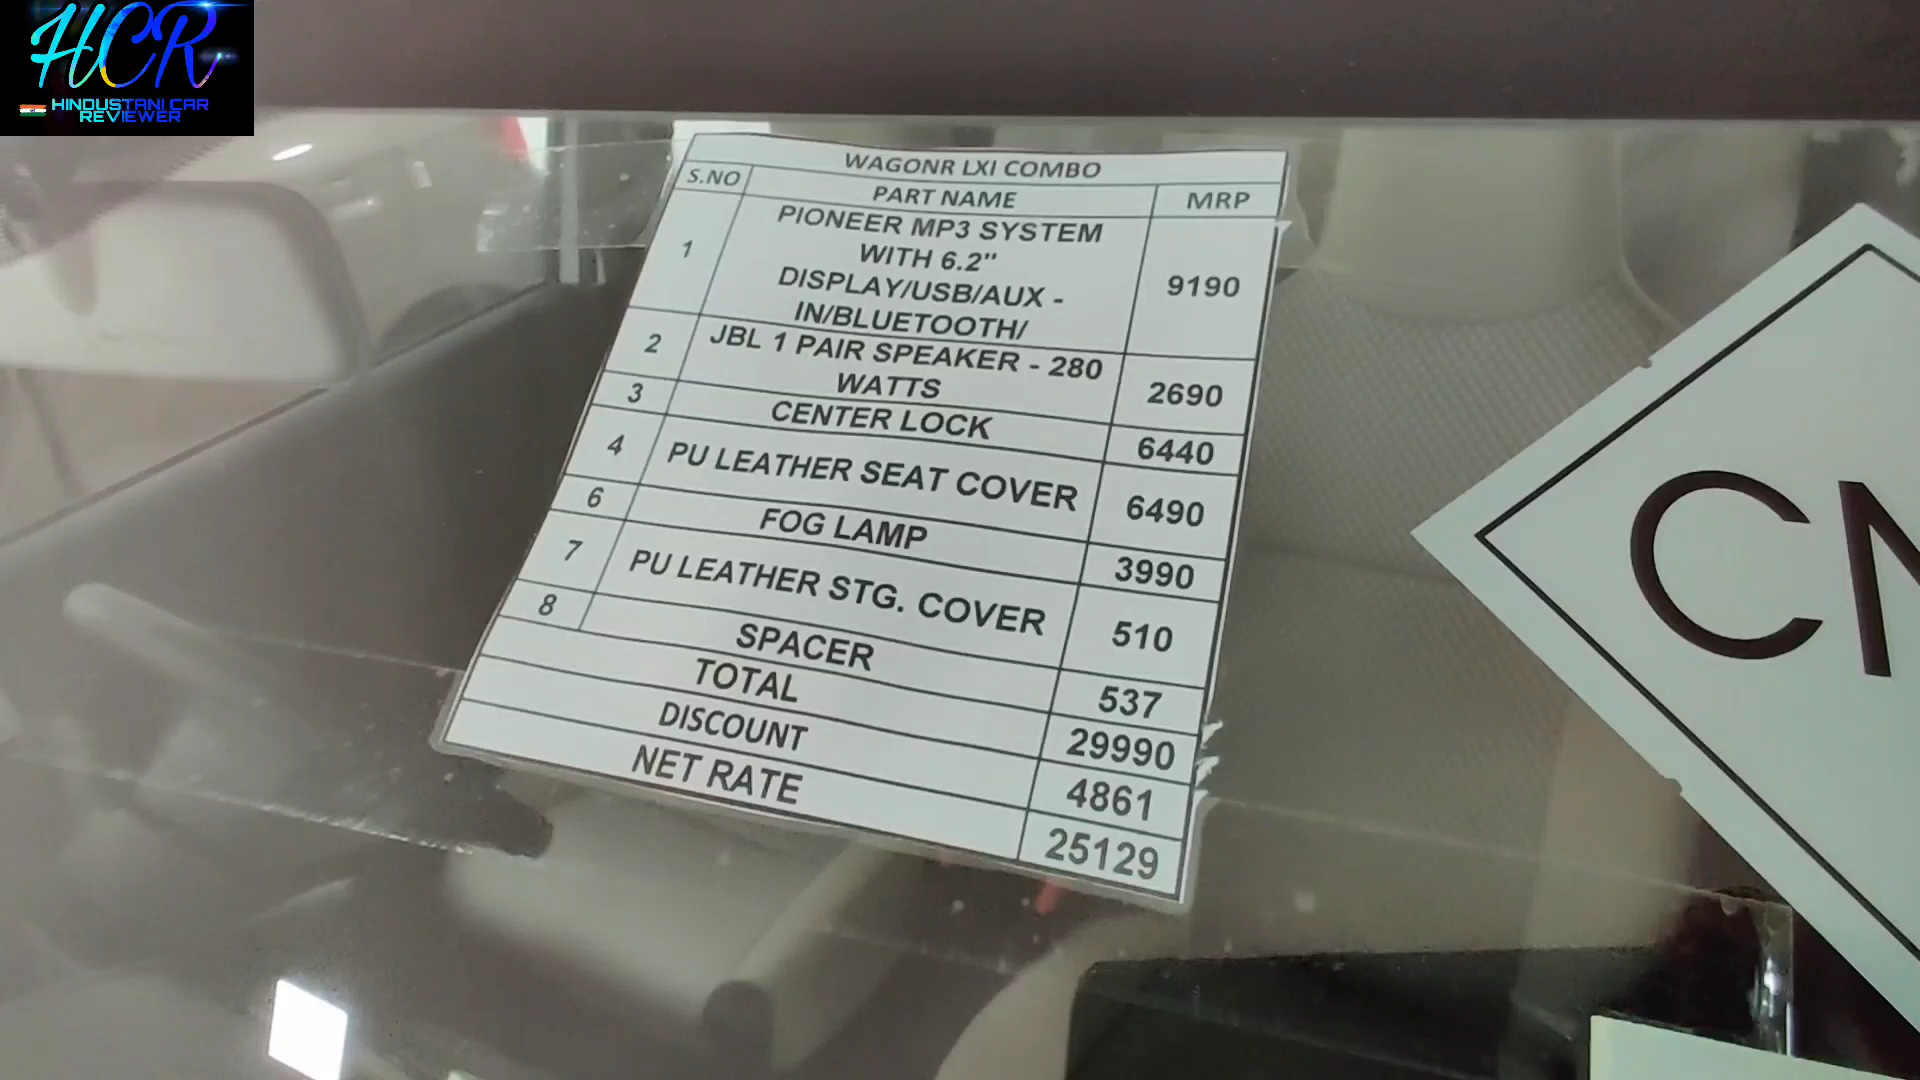 HCR
HINDUSTANI CAR
REVIEWER
WAGONR LXI COMBO
S.NO PART NAME MRP
1 PIONEER MP3 SYSTEM
WITH 6.2"
DISPLAY/USB/AUX -
IN/BLUETOOTH/ 9190
2 JBL 1 PAIR SPEAKER - 280
WATTS 2690
3 CENTER LOCK 6440
4 PU LEATHER SEAT COVER 6490
6 FOG LAMP 3990
7 PU LEATHER STG. COVER 510
8 SPACER 537
TOTAL 29990
DISCOUNT 4861
NET RATE 25129